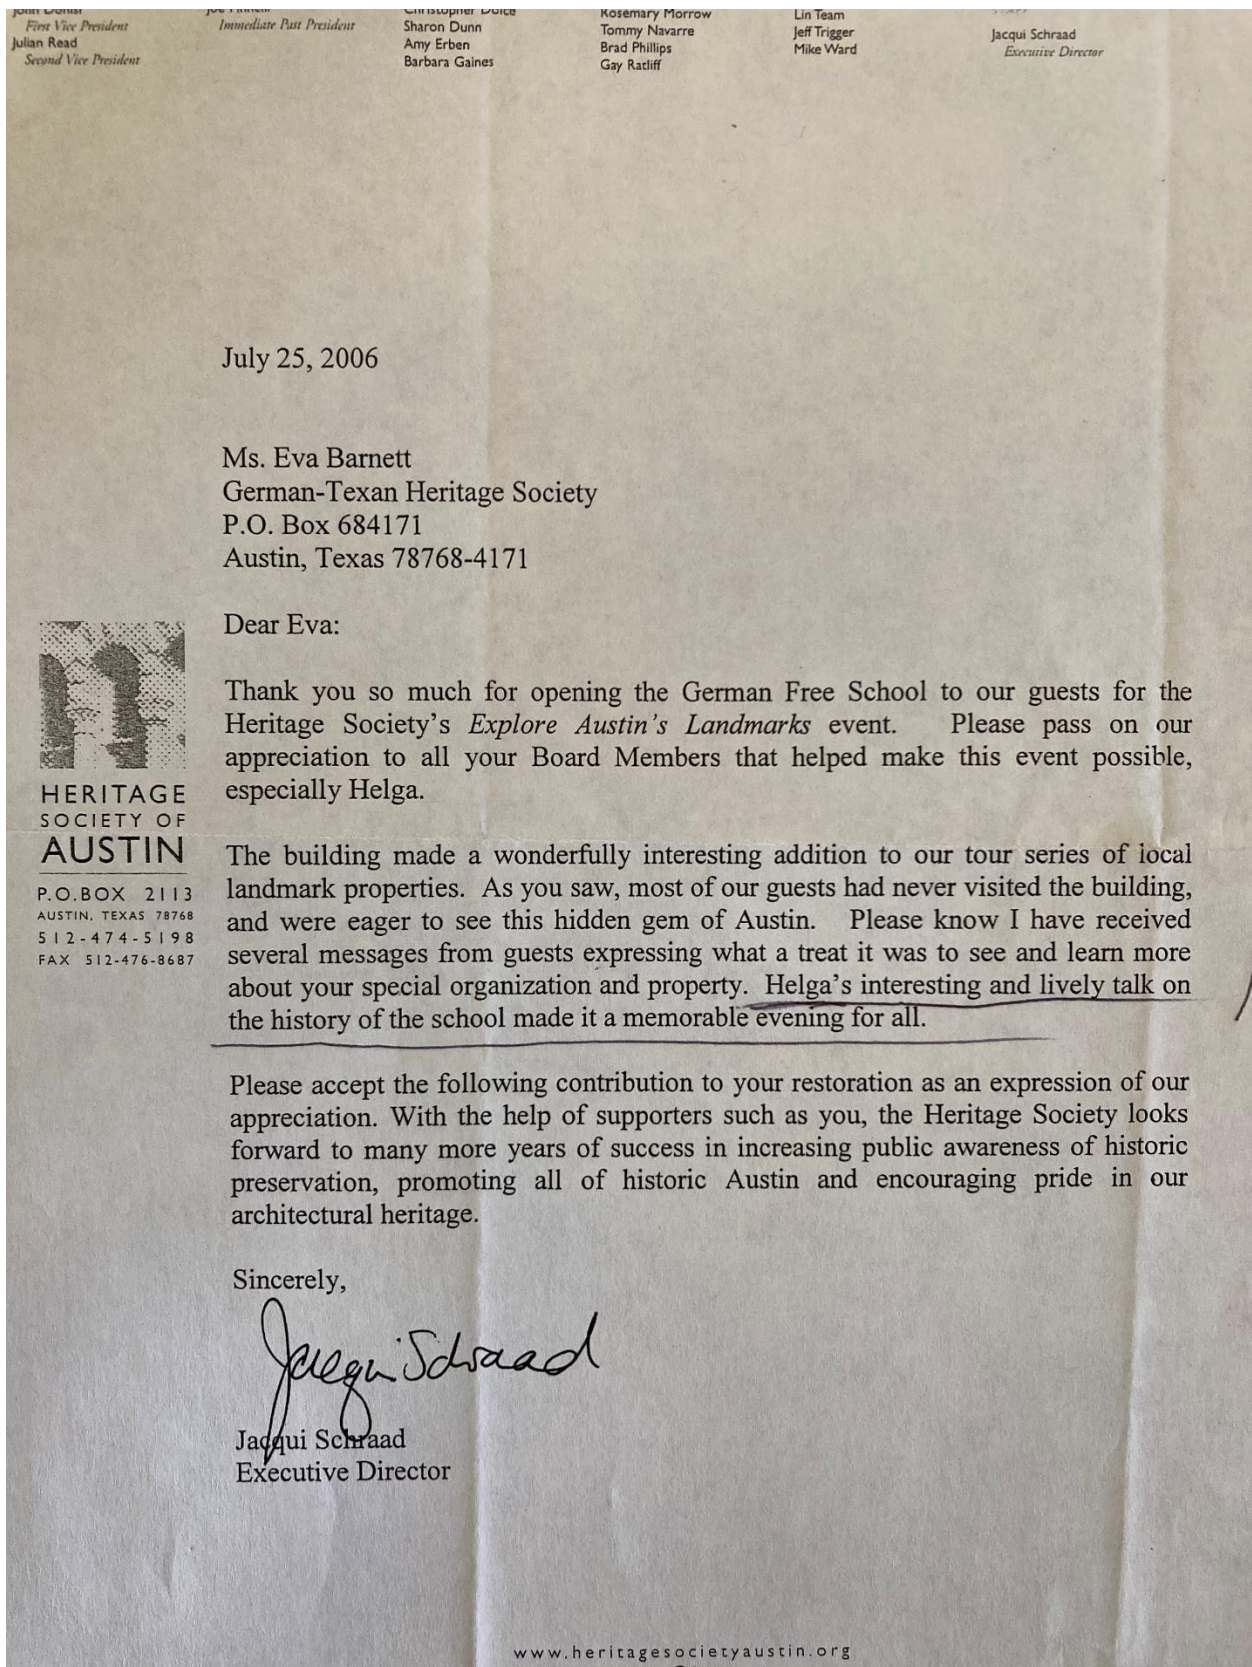 First Vice President
Julian Read
Second Vice President
Immediate Past President
Sharon Dunn
Amy Erben
Barbara Gaines
Rosemary Morrow
Tommy Navarre
Brad Phillips
Gay Ratliff
Lin Team
Jeff Trigger
Mike Ward
Jacqui Schraad
Executive Director
July 25, 2006
Ms. Eva Barnett
German-Texan Heritage Society
P.O. Box 684171
Austin, Texas 78768-4171
Dear Eva:
Thank you so much for opening the German Free School to our guests for the
Heritage Society's Explore Austin's Landmarks event. Please pass on our
appreciation to all your Board Members that helped make this event possible,
especially Helga.
HERITAGE
SOCIETY OF
AUSTIN
P.O.BOX 2113
AUSTIN, TEXAS 78768
512-474-5198
FAX 512-476-8687
The building made a wonderfully interesting addition to our tour series of local
landmark properties. As you saw, most of our guests had never visited the building,
and were eager to see this hidden gem of Austin. Please know I have received
several messages from guests expressing what a treat it was to see and learn more
about your special organization and property. Helga's interesting and lively talk on
the history of the school made it a memorable evening for all.
Please accept the following contribution to your restoration as an expression of our
appreciation. With the help of supporters such as you, the Heritage Society looks
forward to many more years of success in increasing public awareness of historic
preservation, promoting all of historic Austin and encouraging pride in our
architectural heritage.
Sincerely,
Jacqui Schraad
Jacqui Schraad
Executive Director
www.heritagesocietyaustin.org